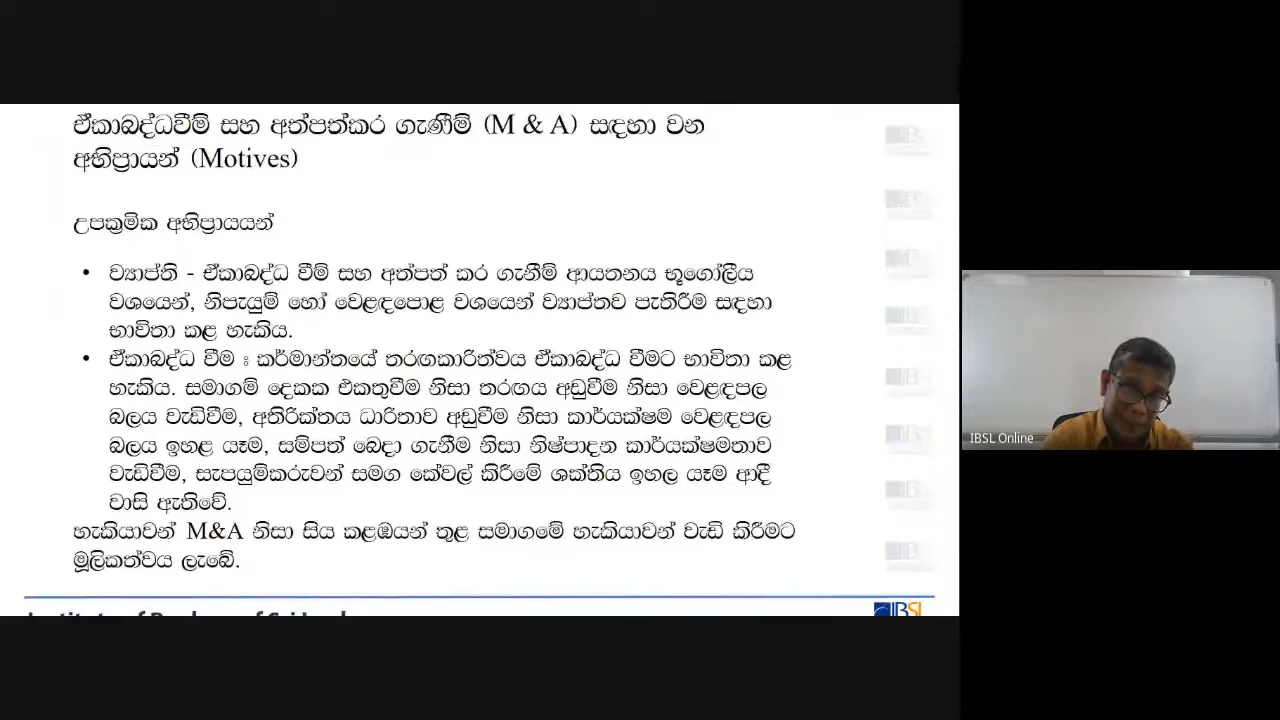 ඒකාබද්ධවීම් සහ අත්පත්කර ගැණීම් (M & A) සඳහා වන
අභිප්‍රායන් (Motives)
උපක්‍රමික අභිප්‍රායයන්
• ව්‍යාප්ති - ඒකාබද්ධ වීම් සහ අත්පත් කර ගැනීම් ආයතනය භූගෝලීය
වශයෙන්, නිපැයුම් හෝ වෙළඳපොළ වශයෙන් ව්‍යාප්තව පැතිරීම සඳහා
භාවිතා කළ හැකිය.
• ඒකාබද්ධ වීම : කර්මාන්තයේ තරඟකාරිත්වය ඒකාබද්ධ වීමට භාවිතා කළ
හැකිය. සමාගම් දෙකක එකතුවීම නිසා තරඟය අඩුවීම නිසා වෙළඳපල
බලය වැඩිවීම, අතිරික්තය ධාරිතාව අඩුවීම නිසා කාර්යක්ෂම වෙළඳපල
බලය ඉහළ යෑම, සම්පත් බෙදා ගැනීම නිසා නිෂ්පාදන කාර්යක්ෂමතාව
වැඩිවීම, සැපයුම්කරුවන් සමග කේවල් කිරීමේ ශක්තිය ඉහල යෑම ආදී
වාසි ඇතිවේ.
හැකියාවන් M&A නිසා සිය කළඹයන් තුළ සමාගමේ හැකියාවන් වැඩි කිරීමට
මූලිකත්වය ලැබේ.
IBSL
IBSL Online